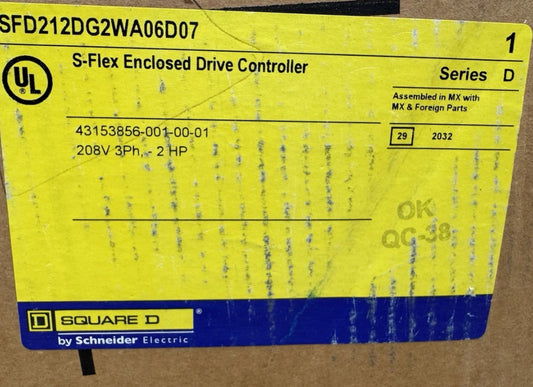 SFD212DG2WA06D07
1
UL
S-Flex Enclosed Drive Controller
Series D
Assembled in MX with
MX & Foreign Parts
43153856-001-00-01
29 2032
208V 3Ph. - 2 HP
OK
QC-38
D SQUARE D ®
by Schneider Electric